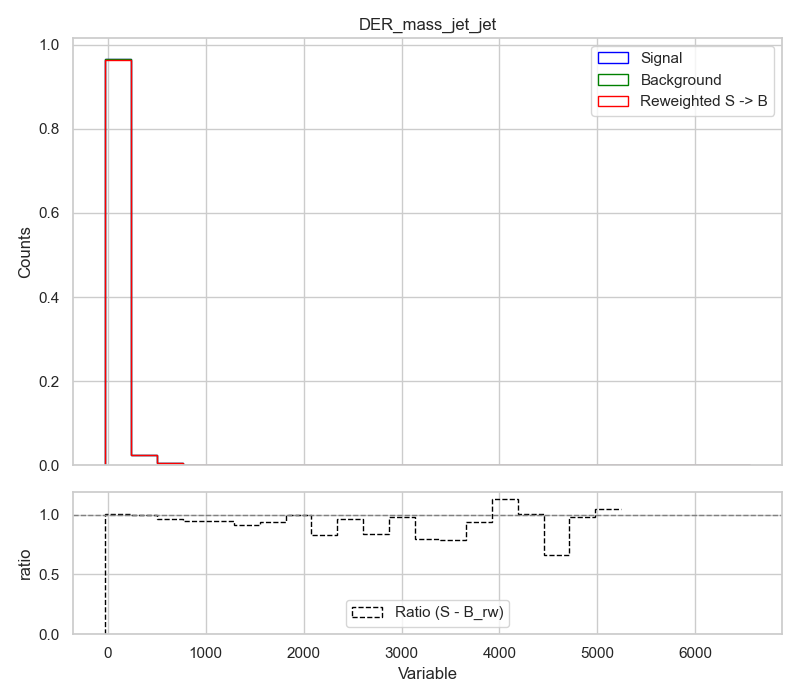 DER_mass_jet_jet
1.0
0.8
0.6
0.4
0.2
0.0
Counts
Signal
Background
Reweighted S -> B
1.0
0.5
0.0
ratio
Ratio (S - B_rw)
0 1000 2000 3000 4000 5000 6000
Variable